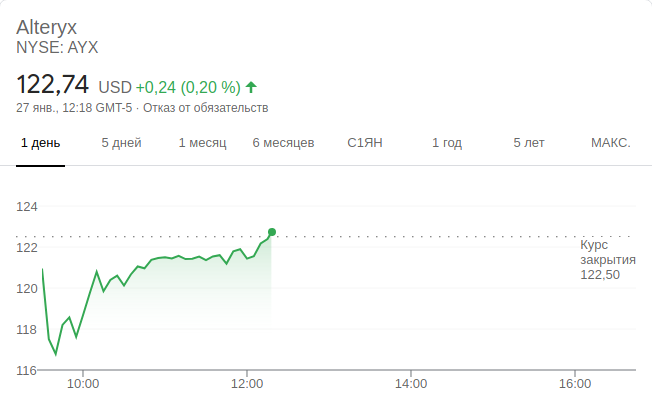 Alteryx
NYSE: AYX
122,74 USD +0,24 (0,20 %)
27 янв., 12:18 GMT-5 · Отказ от обязательств
1 день 5 дней 1 месяц 6 месяцев С1ЯН 1 год 5 лет МАКС.
124
122
120
118
116
Курс
закрытия
122,50
10:00 12:00 14:00 16:00